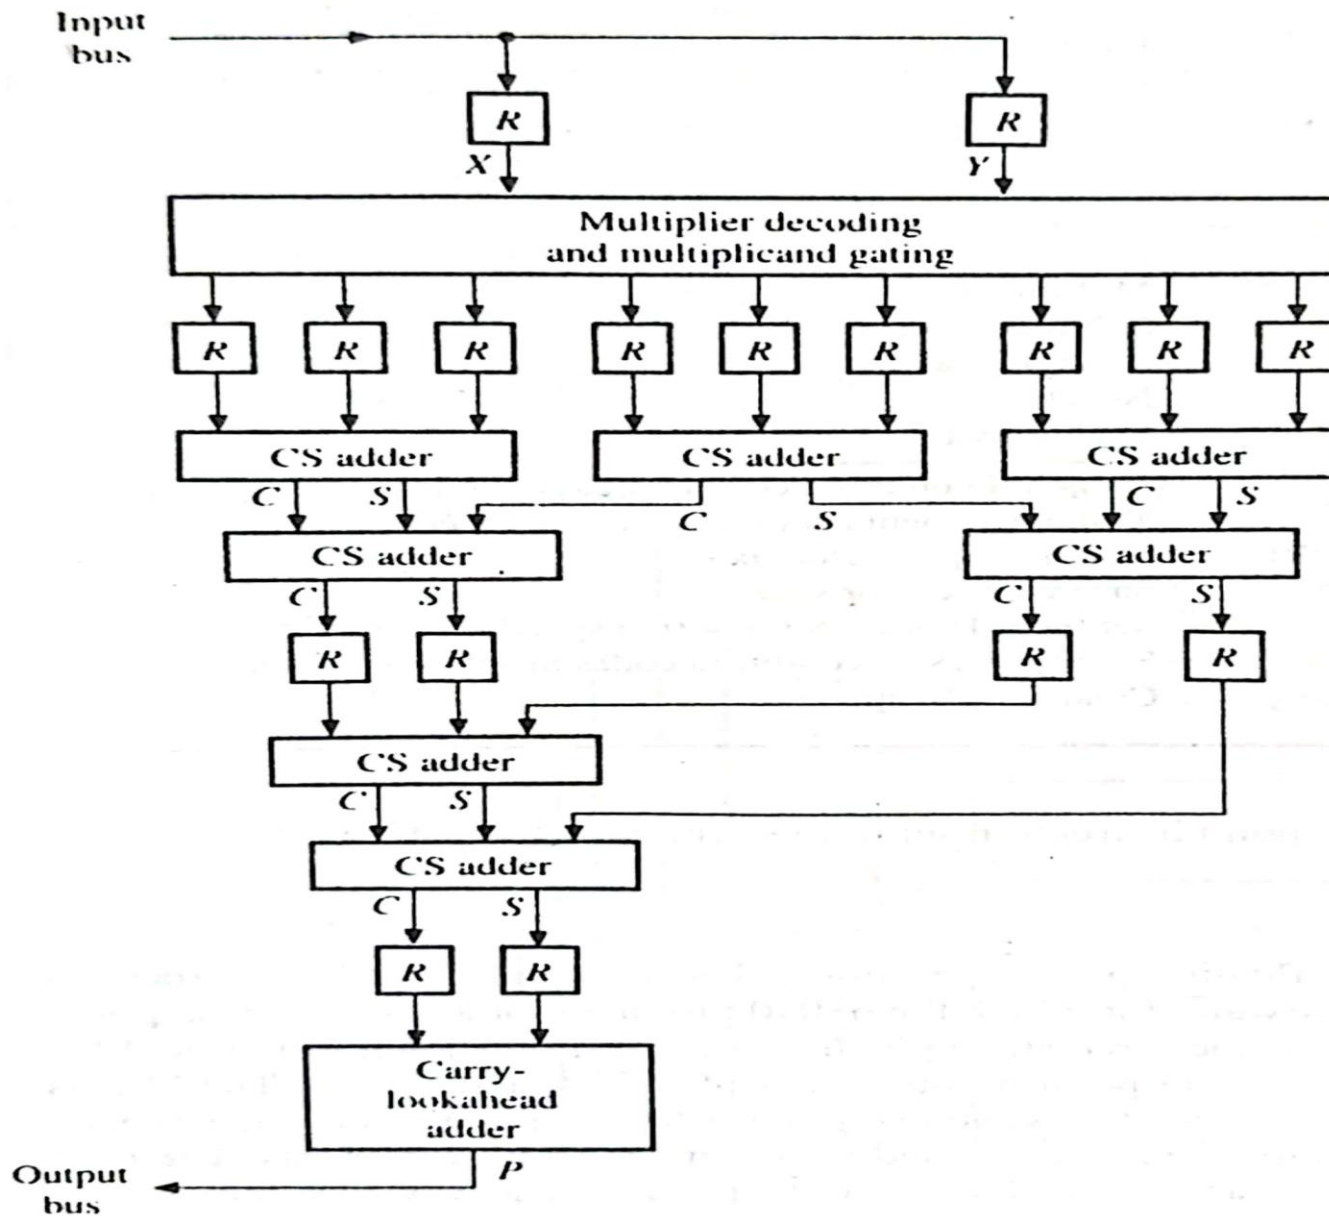 Input
bus
R
R
X
Y
Multiplier decoding
and multiplicand gating
R R R R R R R R R
CS adder CS adder CS adder
C S C S C S
CS adder CS adder
C S C S
R R R R
CS adder
C S
CS adder
C S
R R
Carry-
lookahead
adder
P
Output
bus